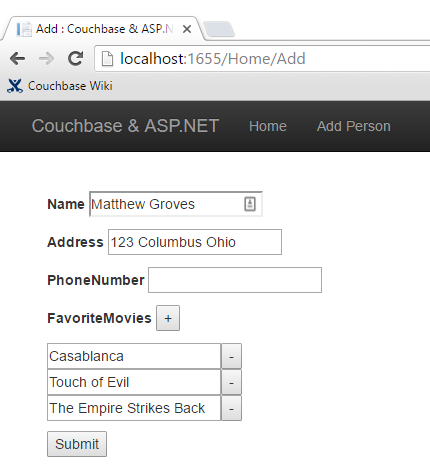 Add : Couchbase & ASP.N
localhost:1655/Home/Add
Couchbase Wiki
Couchbase & ASP.NET Home Add Person
Name Matthew Groves
Address 123 Columbus Ohio
PhoneNumber
FavoriteMovies +
Casablanca -
Touch of Evil -
The Empire Strikes Back -
Submit